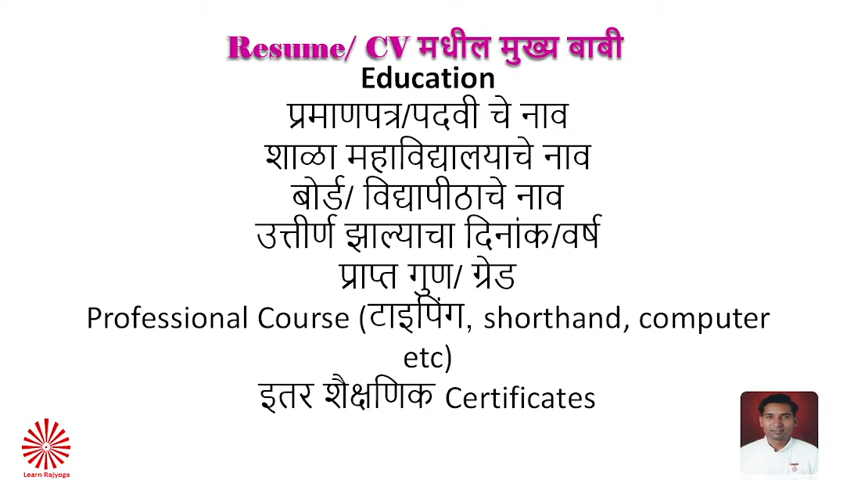 Resume/ CV मधील मुख्य बाबी
Education
प्रमाणपत्र/पदवी चे नाव
शाळा महाविद्यालयाचे नाव
बोर्ड/ विद्यापीठाचे नाव
उत्तीर्ण झाल्याचा दिनांक/वर्ष
प्राप्त गुण/ ग्रेड
Professional Course (टाइपिंग, shorthand, computer
etc)
इतर शैक्षणिक Certificates
Learn Rajyoga